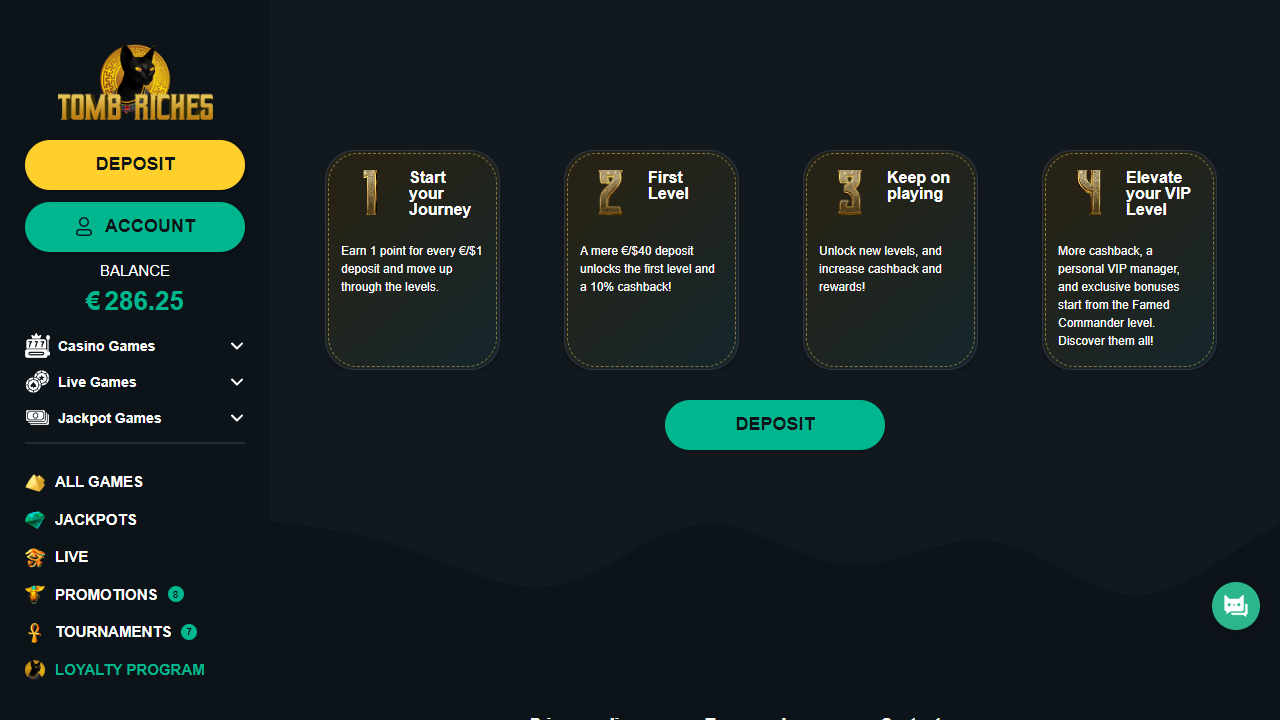 TOMB RICHES
DEPOSIT
ACCOUNT
BALANCE
€ 286.25
Casino Games
Live Games
Jackpot Games
ALL GAMES
JACKPOTS
LIVE
PROMOTIONS 8
TOURNAMENTS 7
LOYALTY PROGRAM
1
Start
your
Journey
Earn 1 point for every €/$1
deposit and move up
through the levels.
2
First
Level
A mere €/$40 deposit
unlocks the first level and
a 10% cashback!
3
Keep on
playing
Unlock new levels, and
increase cashback and
rewards!
4
Elevate
your VIP
Level
More cashback, a
personal VIP manager,
and exclusive bonuses
start from the Famed
Commander level.
Discover them all!
DEPOSIT